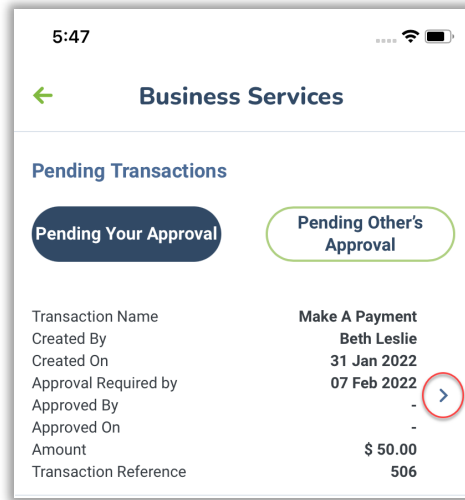 5:47
Business Services
Pending Transactions
Pending Your Approval
Pending Other's
Approval
Transaction Name Make A Payment
Created By Beth Leslie
Created On 31 Jan 2022
Approval Required by 07 Feb 2022
Approved By -
Approved On -
Amount $ 50.00
Transaction Reference 506